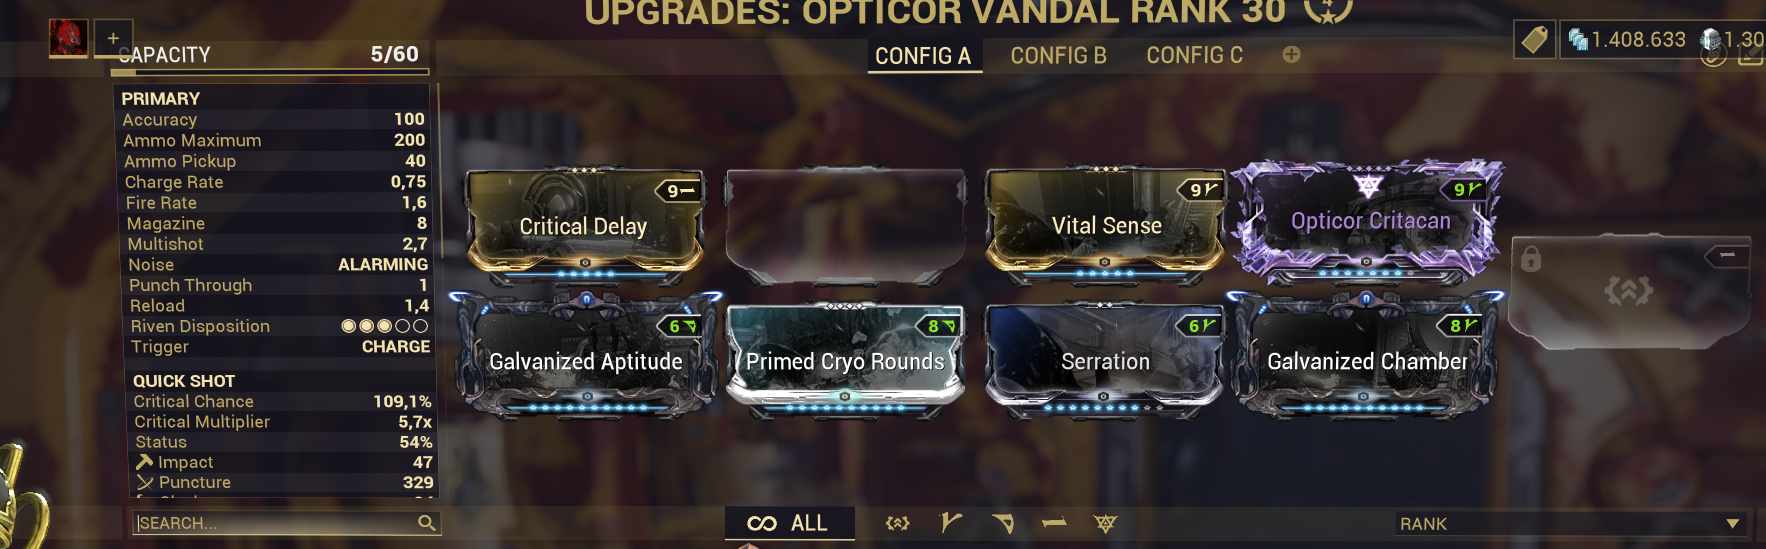 UPGRADES: OPTICOR VANDAL RANK 30
+
CAPACITY 5/60
CONFIG A CONFIG B CONFIG C
1.408.633 1.30
PRIMARY
Accuracy 100
Ammo Maximum 200
Ammo Pickup 40
Charge Rate 0,75
Fire Rate 1,6
Magazine 8
Multishot 2,7
Noise ALARMING
Punch Through 1
Reload 1,4
Riven Disposition
Trigger CHARGE
QUICK SHOT
Critical Chance 109,1%
Critical Multiplier 5,7x
Status 54%
Impact 47
Puncture 329
9
Critical Delay
9
Vital Sense
9
Opticor Critacan
6
Galvanized Aptitude
8
Primed Cryo Rounds
6
Serration
8
Galvanized Chamber
SEARCH...
ALL
RANK